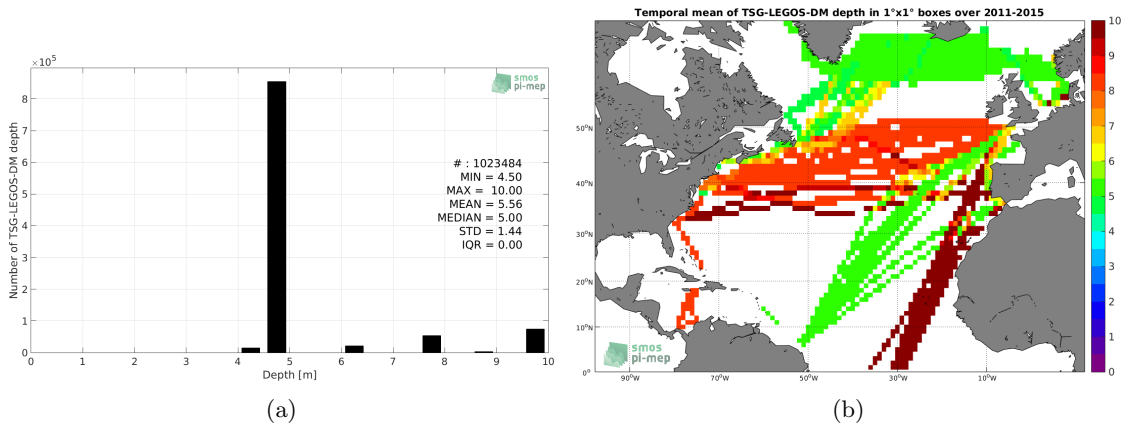 ×10⁵
9
8
7
6
5
4
3
2
1
0
Number of TSG-LEGOS-DM depth
smos
pi-mep
# : 1023484
MIN = 4.50
MAX = 10.00
MEAN = 5.56
MEDIAN = 5.00
STD = 1.44
IQR = 0.00
0 1 2 3 4 5 6 7 8 9 10
Depth [m]
(a)
Temporal mean of TSG-LEGOS-DM depth in 1°x1° boxes over 2011-2015
50°N
40°N
30°N
20°N
10°N
0°
90°W 70°W 50°W 30°W 10°W
smos
pi-mep
10
9
8
7
6
5
4
3
2
1
0
(b)